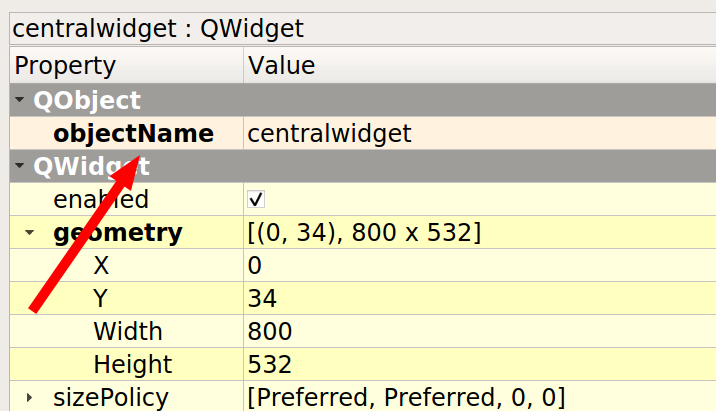 centralwidget : QWidget
Property Value
QObject
objectName centralwidget
QWidget
enabled
geometry [(0, 34), 800 x 532]
X 0
Y 34
Width 800
Height 532
sizePolicy [Preferred, Preferred, 0, 0]